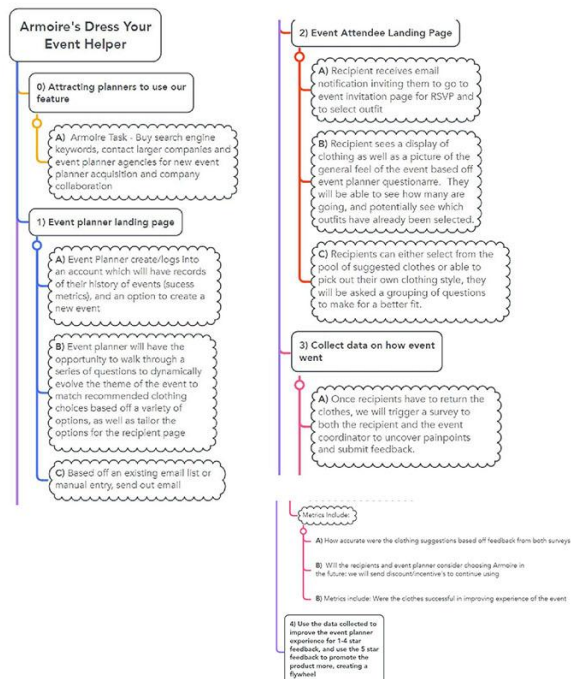 Armoire's Dress Your
Event Helper
0) Attracting planners to use our
feature
A) Armoire Task - Buy search engine
keywords, contact larger companies and
event planner agencies for new event
planner acquisition and company
collaboration
1) Event planner landing page
A) Event Planner create/logs into
an account which will have records
of their history of events (sucess
metrics), and an option to create a
new event
B) Event planner will have the
opportunity to walk through a
series of questions to dynamically
evolve the theme of the event to
match recommended clothing
choices based off a variety of
options, as well as tailor the
options for the recipient page
C) Based off an existing email list or
manual entry, send out email
2) Event Attendee Landing Page
A) Recipient receives email
notification inviting them to go to
event invitation page for RSVP and
to select outfit
B) Recipient sees a display of
clothing as well as a picture of the
general feel of the event based off
event planner questionarre. They
will be able to see how many are
going, and potentially see which
outfits have already been selected.
C) Recipients can either select from the
pool of suggested clothes or able to
pick out their own clothing style, they
will be asked a grouping of questions
to make for a better fit.
3) Collect data on how event
went
A) Once recipients have to return the
clothes, we will trigger a survey to
both the recipient and the event
coordinator to uncover painpoints
and submit feedback.
Metrics Include:
A) How accurate were the clothing suggestions based off feedback from both surveys
B) Will the recipients and event planner consider choosing Armoire in
the future: we will send discount/incentive's to continue using
B) Metrics include: Were the clothes successful in improving experience of the event
4) Use the data collected to
improve the event planner
experience for 1-4 star
feedback, and use the 5 star
feedback to promote the
product more, creating a
flywheel